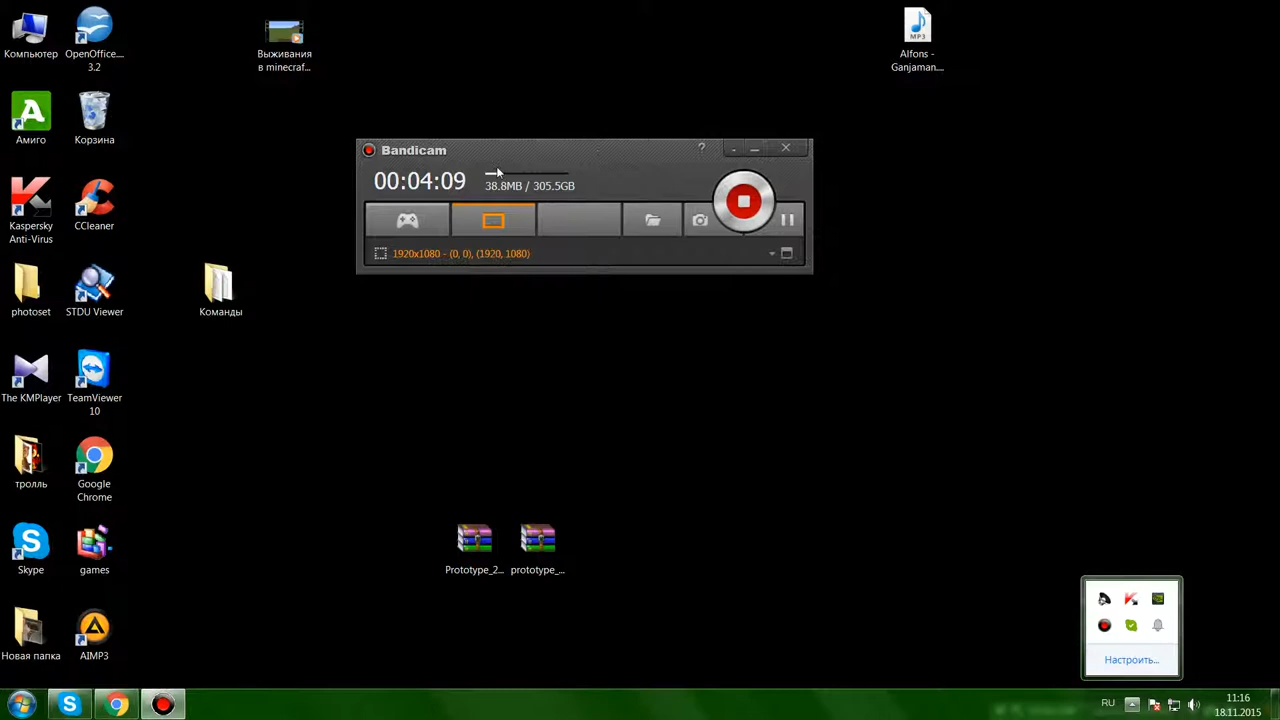 Компьютер
OpenOffice....
3.2
Выживания
в minecraf...
MP3
Alfons -
Ganjaman....
Амиго
Корзина
Kaspersky
Anti-Virus
CCleaner
photoset
STDU Viewer
Команды
The KMPlayer
TeamViewer
10
тролль
Google
Chrome
Skype
games
Новая папка
AIMP3
Bandicam
?
00:04:09
38.8MB / 305.5GB
1920x1080 - (0, 0), (1920, 1080)
Prototype_2...
prototype_...
Настроить...
RU
11:16
18.11.2015